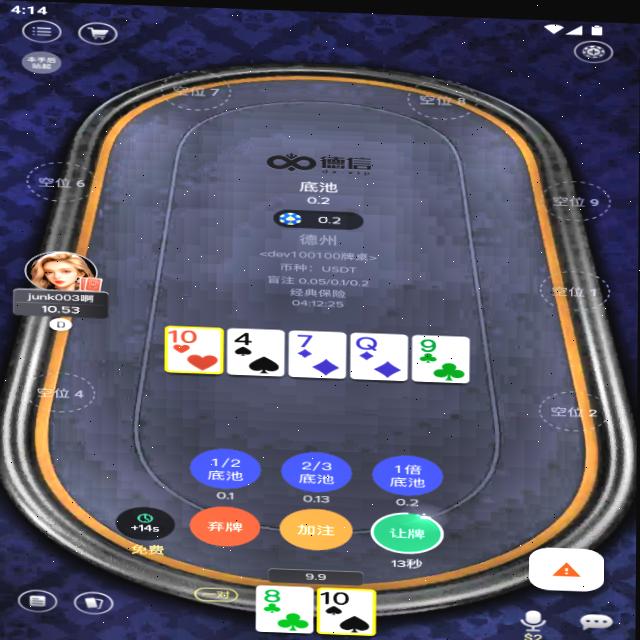 4:14
本手后
站起
空位 7
空位 8
德信
底池
0.2
0.2
空位 6
空位 9
德州
<dev100100牌桌>
币种: USDT
盲注 0.05/0.1/0.2
经典保险
04:12:25
空位 1
junk003啊
10.53
D
10
4
7
Q
9
空位 4
空位 2
1/2
底池
2/3
底池
1倍
底池
0.1
0.13
0.2
+14s
弃牌
加注
让牌
免费
13秒
9.9
一对
8
10